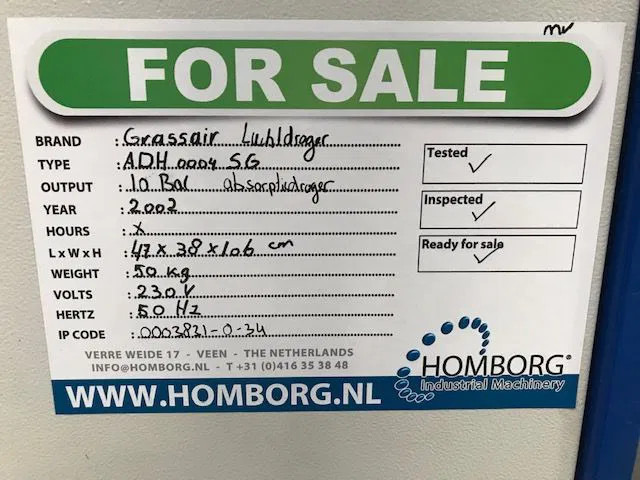 mv
FOR SALE
BRAND : Grassair Luchtdroger
TYPE : ADH 0004 SG
OUTPUT : 10 Bar absorptiedroger
YEAR : 2002
HOURS : x
L x W x H : 47 x 38 x 106 cm
WEIGHT : 50 kg
VOLTS : 230 V
HERTZ : 50 Hz
IP CODE : 0003831-0-34
Tested ✓
Inspected ✓
Ready for sale ✓
VERRE WEIDE 17 - VEEN - THE NETHERLANDS
INFO@HOMBORG.NL - T +31 (0)416 35 38 48
WWW.HOMBORG.NL
HOMBORG®
Industrial Machinery